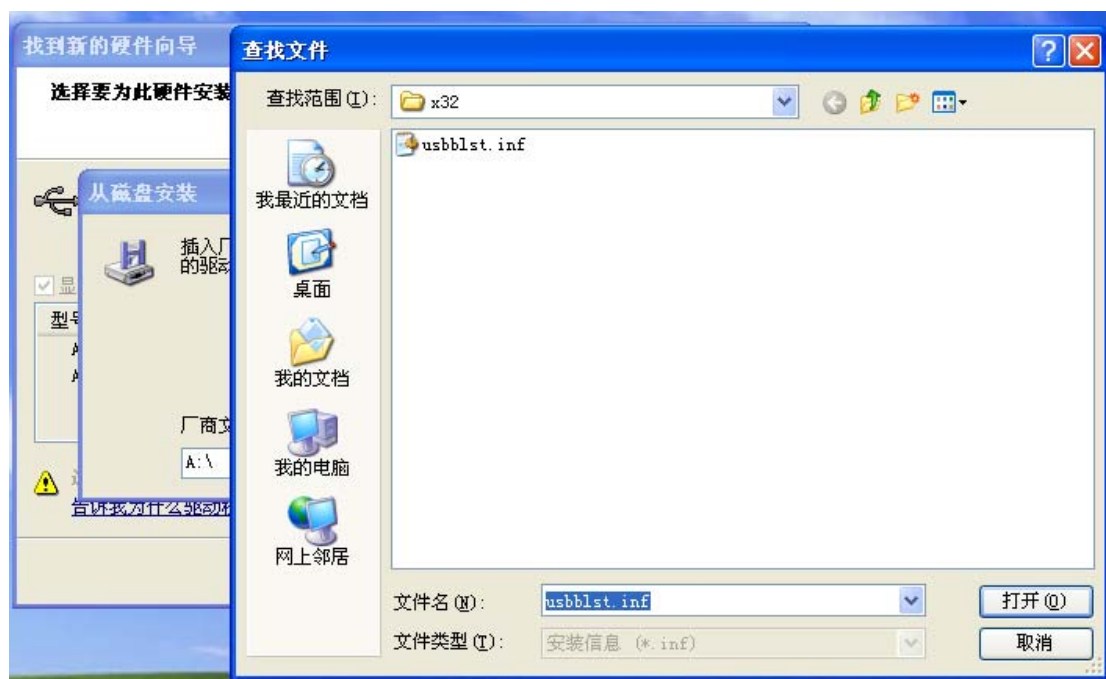 找到新的硬件向导
选择要为此硬件安装
从磁盘安装
插入厂
的驱动
显
型号
厂商文
A:\
告诉我为什么驱动程
查找文件
查找范围(I):
x32
usbblst.inf
我最近的文档
桌面
我的文档
我的电脑
网上邻居
文件名(N):
usbblst.inf
打开(O)
文件类型(T):
安装信息 (*.inf)
取消